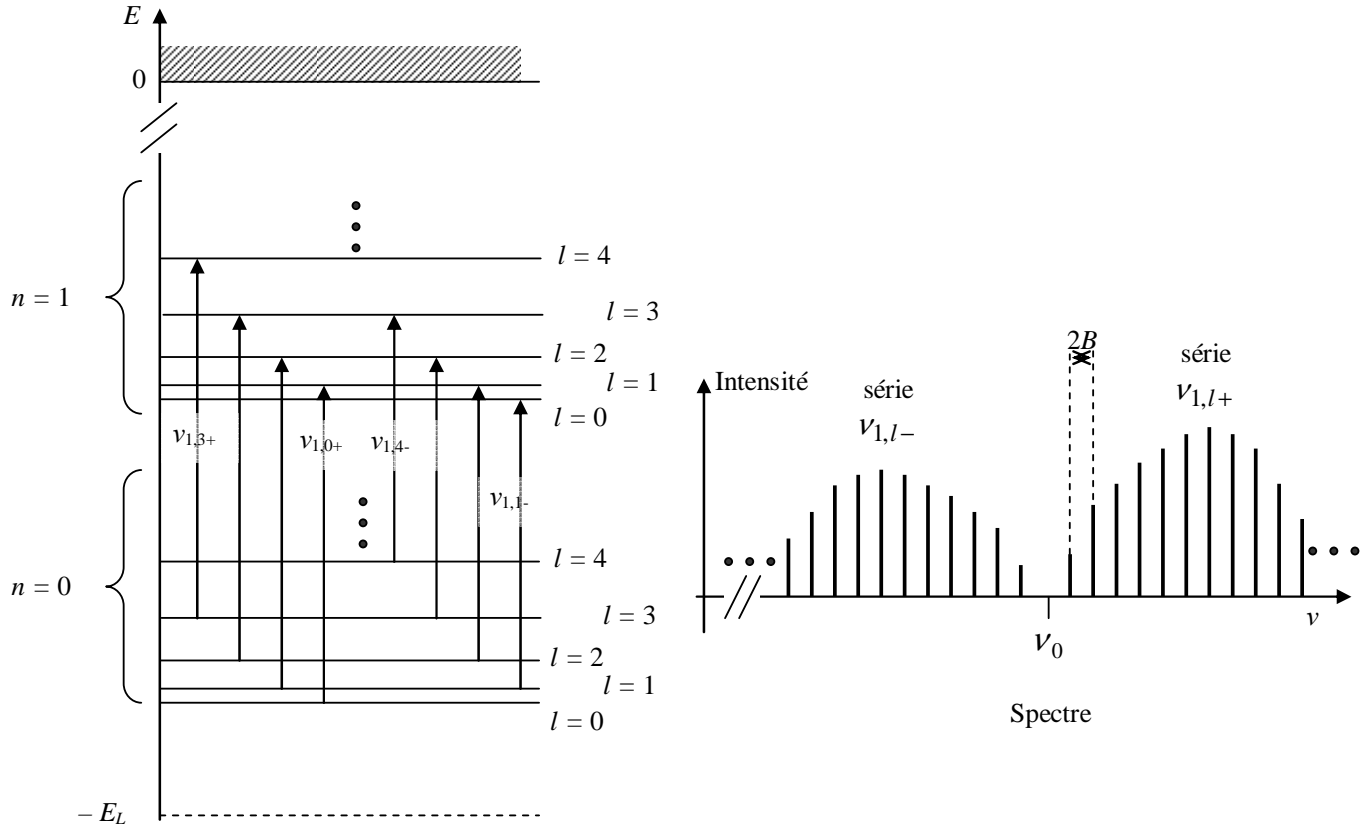 E
0
l = 4
n = 1
l = 3
l = 2
l = 1
l = 0
ν1,3+
ν1,0+
ν1,4-
ν1,1-
n = 0
l = 4
l = 3
l = 2
l = 1
l = 0
– EL
2B
Intensité
série
ν1,l–
série
ν1,l+
ν
ν0
Spectre